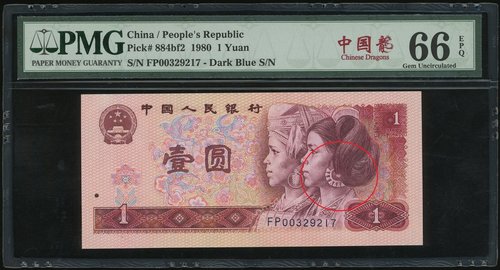 PMG
PAPER MONEY GUARANTY
China / People's Republic
Pick# 884bf2 1980 1 Yuan
S/N FP00329217 - Dark Blue S/N
中国龍
Chinese Dragons
66 EPQ
Gem Uncirculated
中国人民银行
1
壹圆
1
FP00329217
1